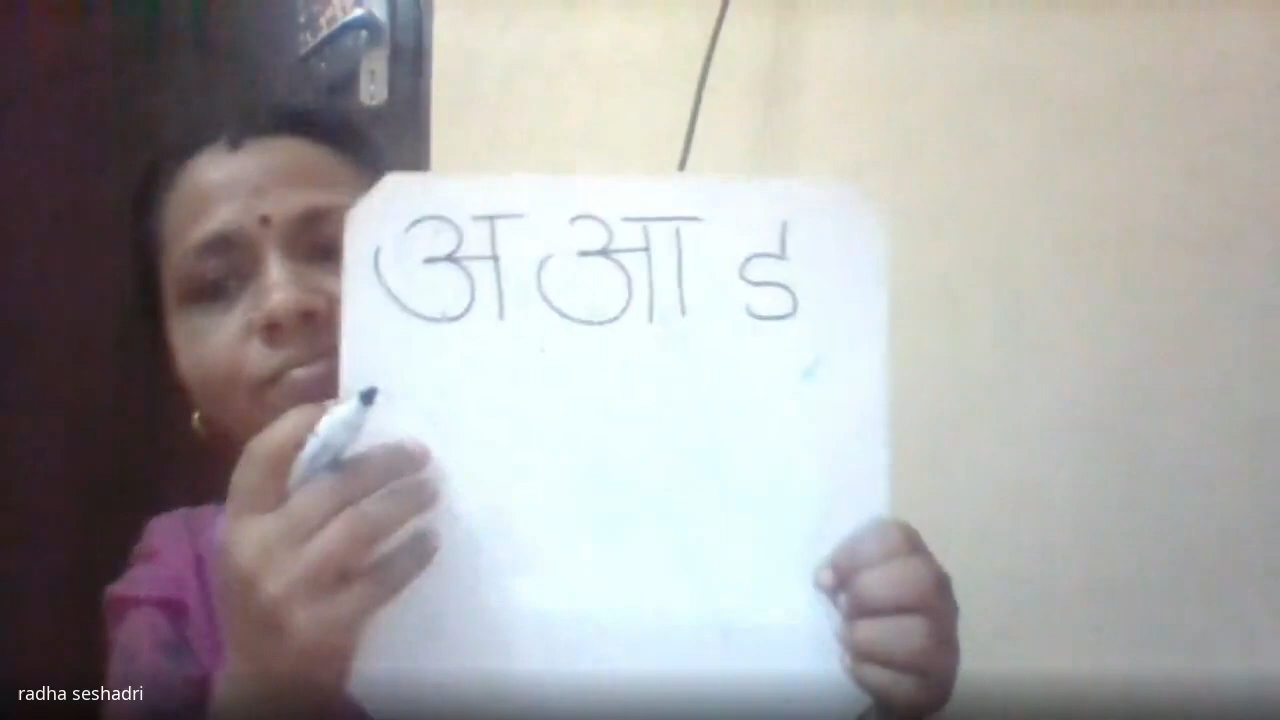 अ आ ड
radha seshadri